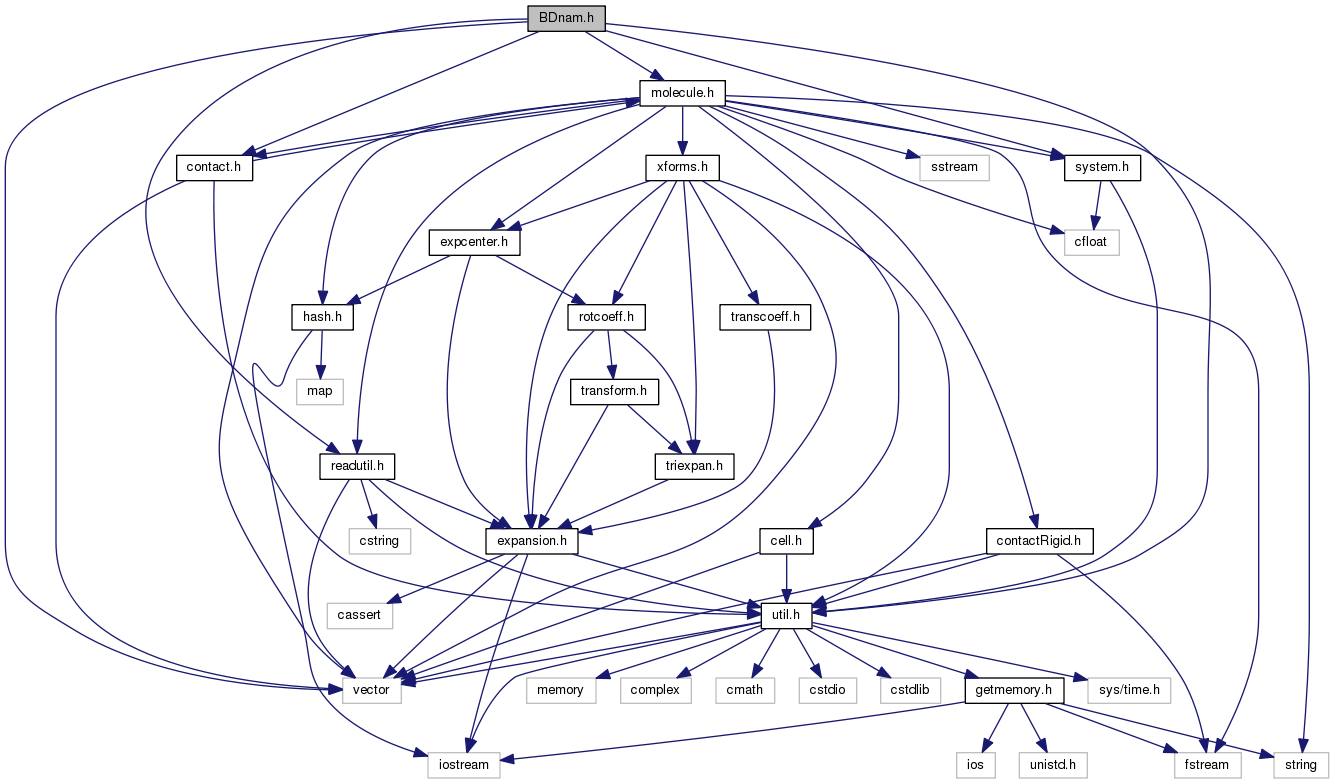 BDnam.h
molecule.h
contact.h
xforms.h
sstream
system.h
expcenter.h
cfloat
hash.h
rotcoeff.h
transcoeff.h
map
transform.h
readutil.h
triexpan.h
cstring
expansion.h
cell.h
contactRigid.h
cassert
util.h
vector
memory
complex
cmath
cstdio
cstdlib
getmemory.h
sys/time.h
iostream
ios
unistd.h
fstream
string